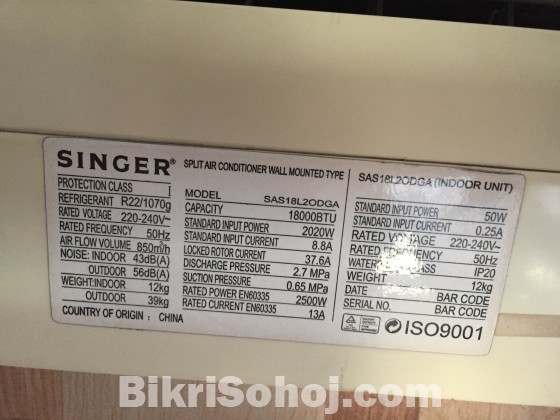 SINGER® SPLIT AIR CONDITIONER WALL MOUNTED TYPE
PROTECTION CLASS I
REFRIGERANT R22/1070g
RATED VOLTAGE 220-240V~
RATED FREQUENCY 50Hz
AIR FLOW VOLUME 850m³/h
NOISE: INDOOR 43dB(A)
OUTDOOR 56dB(A)
WEIGHT:INDOOR 12kg
OUTDOOR 39kg
COUNTRY OF ORIGIN : CHINA
MODEL SAS18L2ODGA
CAPACITY 18000BTU
STANDARD INPUT POWER 2020W
STANDARD INPUT CURRENT 8.8A
LOCKED ROTOR CURRENT 37.6A
DISCHARGE PRESSURE 2.7 MPa
SUCTION PRESSURE 0.65 MPa
RATED POWER EN60335 2500W
RATED CURRENT EN60335 13A
SAS18L2ODGA (INDOOR UNIT)
STANDARD INPUT POWER 50W
STANDARD INPUT CURRENT 0.25A
RATED VOLTAGE 220-240V~
RATED FREQUENCY 50Hz
CLASS IP20
WEIGHT 12kg
DATE BAR CODE
SERIAL NO. BAR CODE
ISO9001
BikriSohoj.com